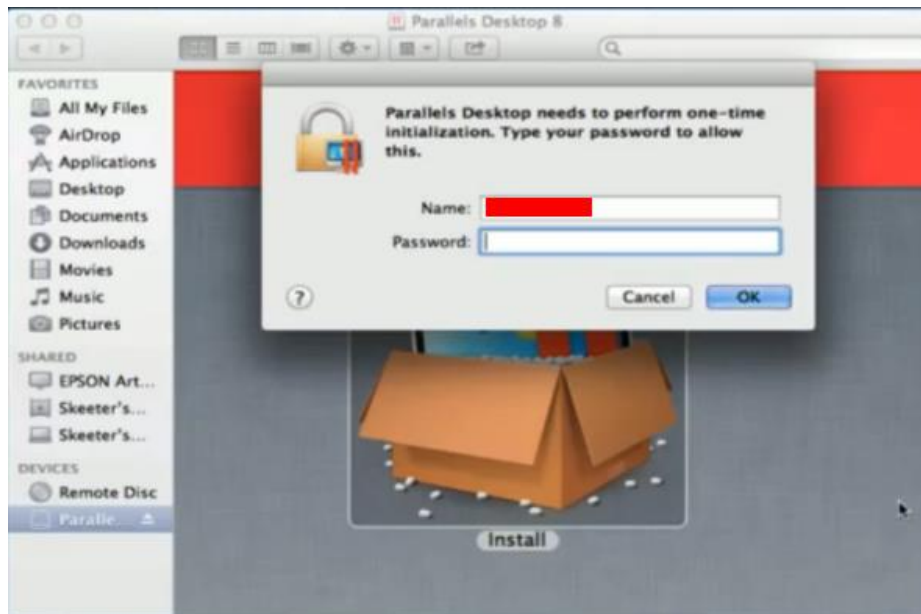 Parallels Desktop 8
FAVORITES
All My Files
AirDrop
Applications
Desktop
Documents
Downloads
Movies
Music
Pictures
SHARED
EPSON Art...
Skeeter's...
Skeeter's...
DEVICES
Remote Disc
Paralle...
Parallels Desktop needs to perform one-time
initialization. Type your password to allow
this.
Name:
Password:
?
Cancel
OK
Install